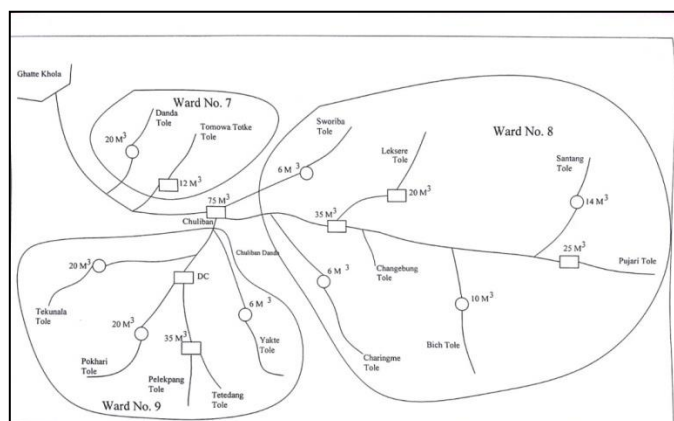 Ghatte Khola
Ward No. 7
Danda
Tole
Tomowa Totke
Tole
20 M3
12 M3
75 M3
Chuliban
Ward No. 8
Sworiba
Tole
6 M3
Leksere
Tole
20 M3
35 M3
Santang
Tole
14 M3
25 M3
Pujari Tole
Changebung
Tole
10 M3
Bich Tole
6 M3
Charingme
Tole
Chuliban Danda
20 M3
Tekunala
Tole
DC
20 M3
Pokhari
Tole
35 M3
Pelekpang
Tole
Tetedang
Tole
6 M3
Yakte
Tole
Ward No. 9